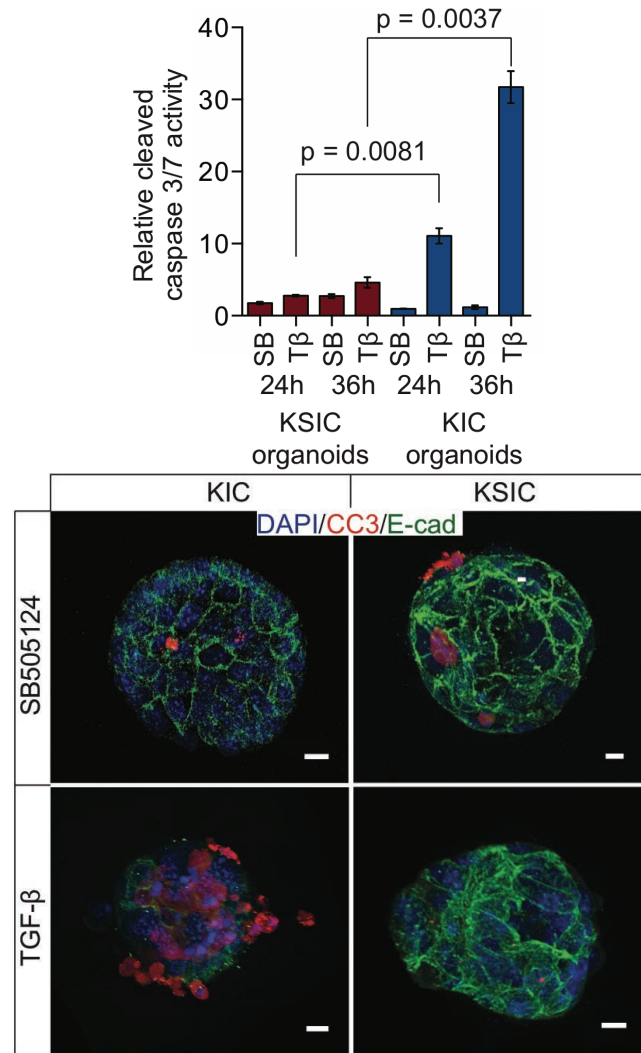 p = 0.0037
p = 0.0081
Relative cleaved
caspase 3/7 activity
40
30
20
10
0
SB Tβ SB Tβ SB Tβ SB Tβ
24h 36h 24h 36h
KSIC KIC
organoids organoids
KIC KSIC
DAPI/CC3/E-cad
SB505124
TGF-β